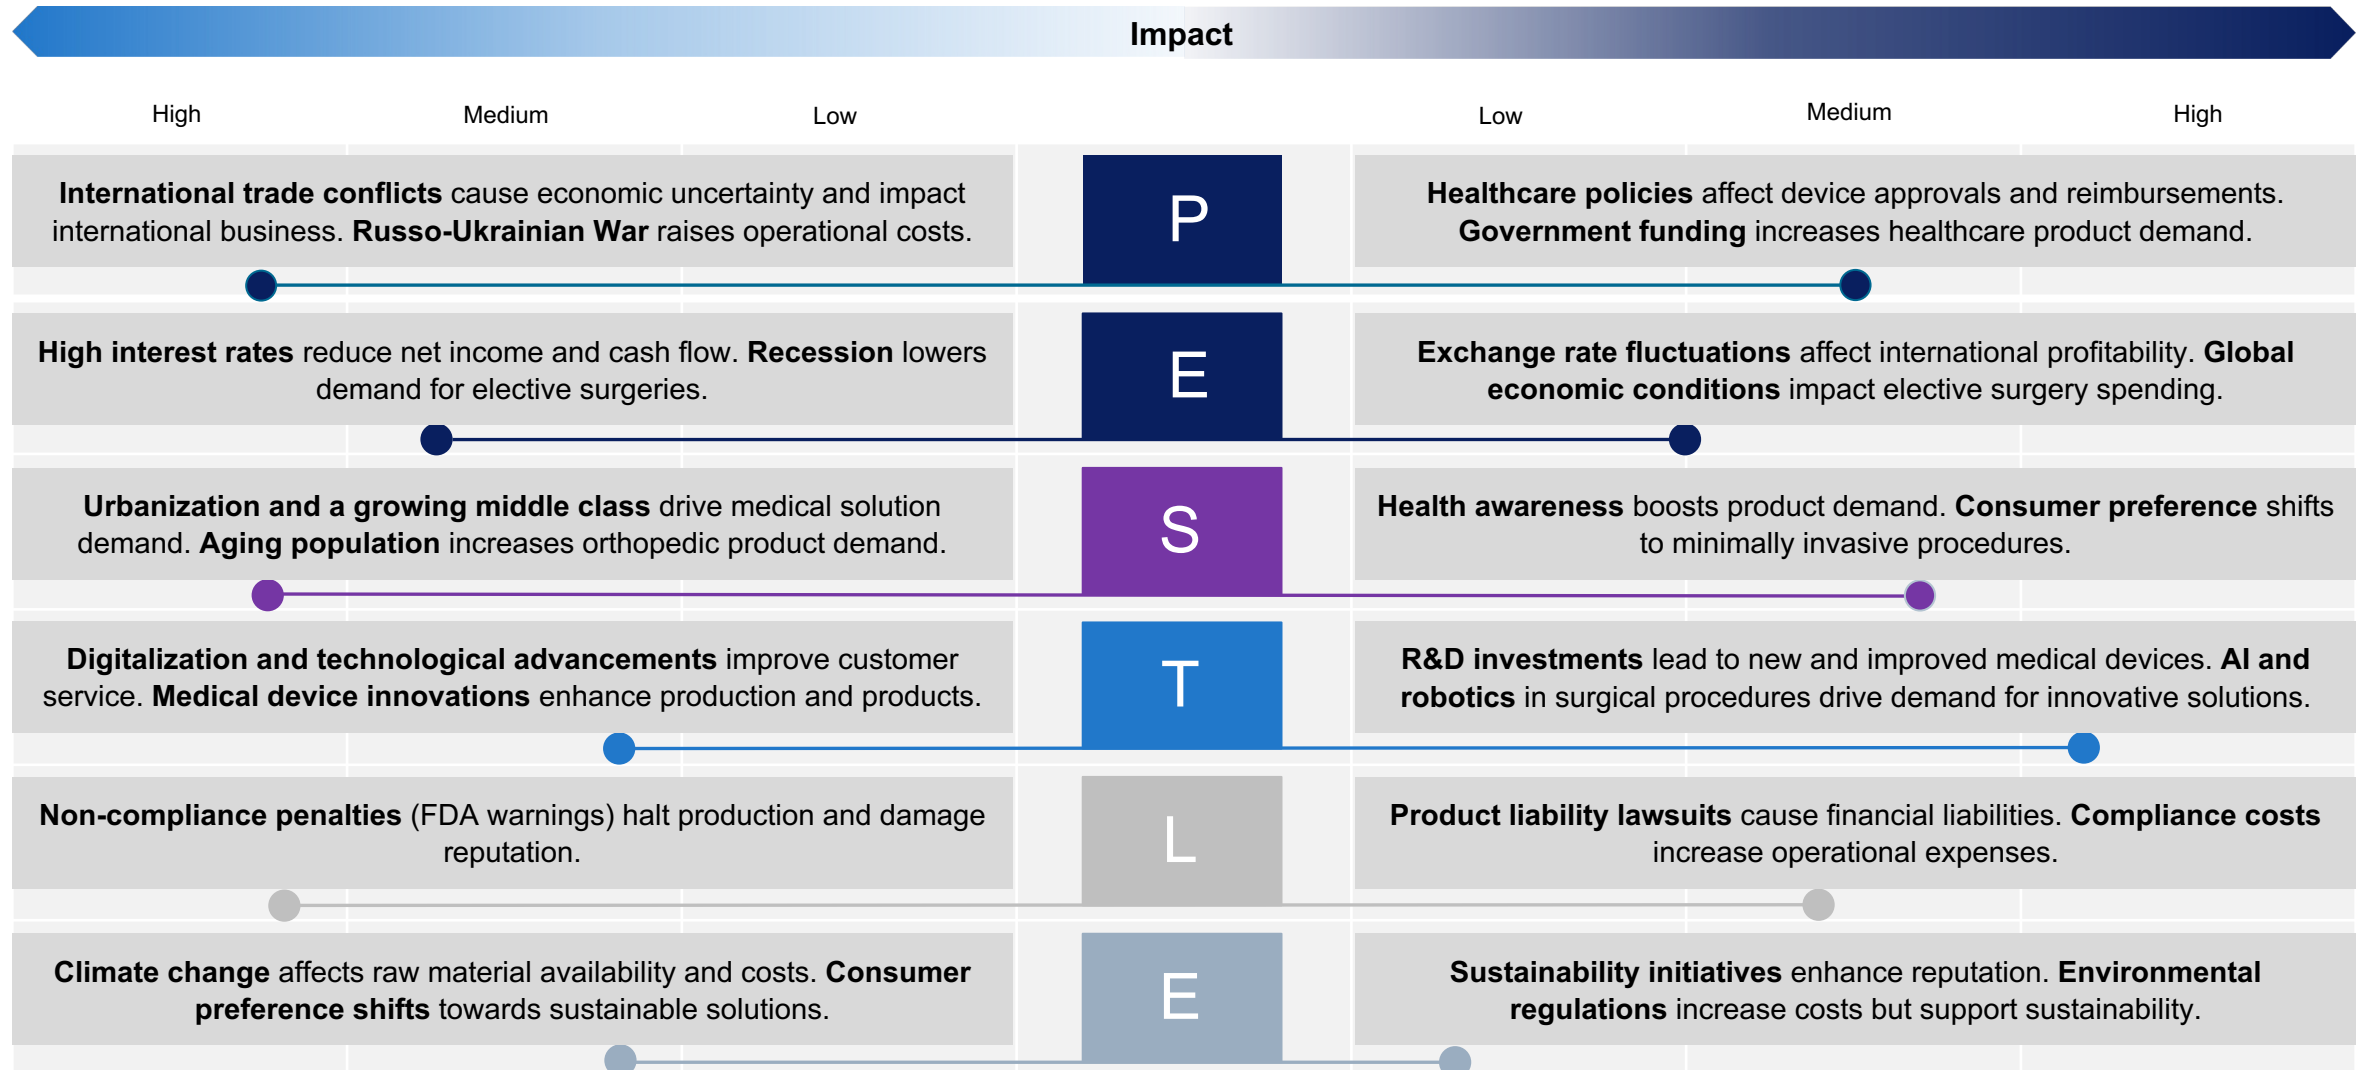 Impact
High Medium Low Low Medium High
International trade conflicts cause economic uncertainty and impact
international business. Russo-Ukrainian War raises operational costs.
P
Healthcare policies affect device approvals and reimbursements.
Government funding increases healthcare product demand.
High interest rates reduce net income and cash flow. Recession lowers
demand for elective surgeries.
E
Exchange rate fluctuations affect international profitability. Global
economic conditions impact elective surgery spending.
Urbanization and a growing middle class drive medical solution
demand. Aging population increases orthopedic product demand.
S
Health awareness boosts product demand. Consumer preference shifts
to minimally invasive procedures.
Digitalization and technological advancements improve customer
service. Medical device innovations enhance production and products.
T
R&D investments lead to new and improved medical devices. AI and
robotics in surgical procedures drive demand for innovative solutions.
Non-compliance penalties (FDA warnings) halt production and damage
reputation.
L
Product liability lawsuits cause financial liabilities. Compliance costs
increase operational expenses.
Climate change affects raw material availability and costs. Consumer
preference shifts towards sustainable solutions.
E
Sustainability initiatives enhance reputation. Environmental
regulations increase costs but support sustainability.